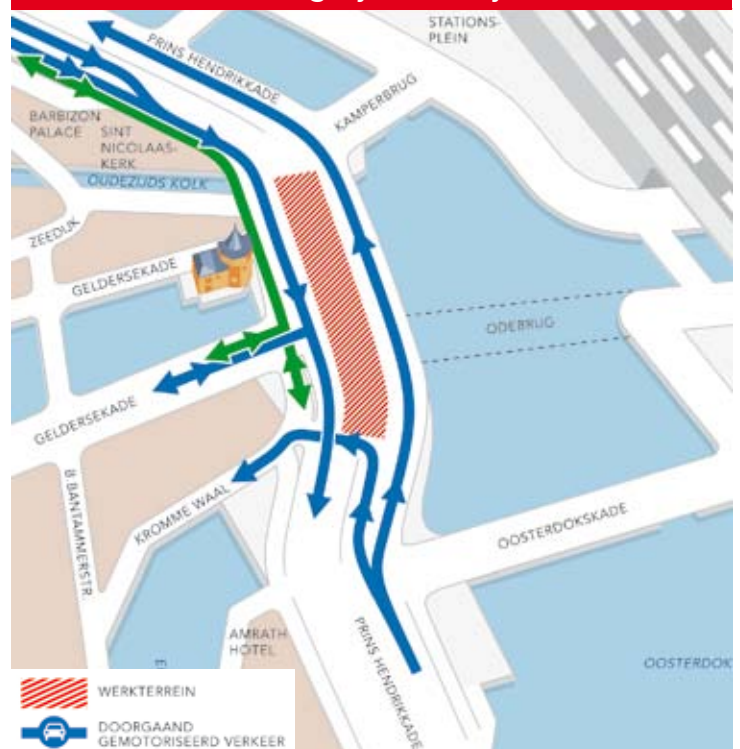 STATIONS-
PLEIN
PRINS HENDRIKKADE
KAMPERBRUG
BARBIZON
PALACE
SINT
NICOLAAS-
KERK
OUDEZIJDS KOLK
ZEEDIJK
GELDERSEKADE
ODEBRUG
GELDERSEKADE
B.BANTAMMERSTR.
KROMME WAAL
OOSTERDOKSKADE
AMRATH
HOTEL
PRINS HENDRIKKADE
OOSTERDOK
WERKTERREIN
DOORGAAND
GEMOTORISEERD VERKEER